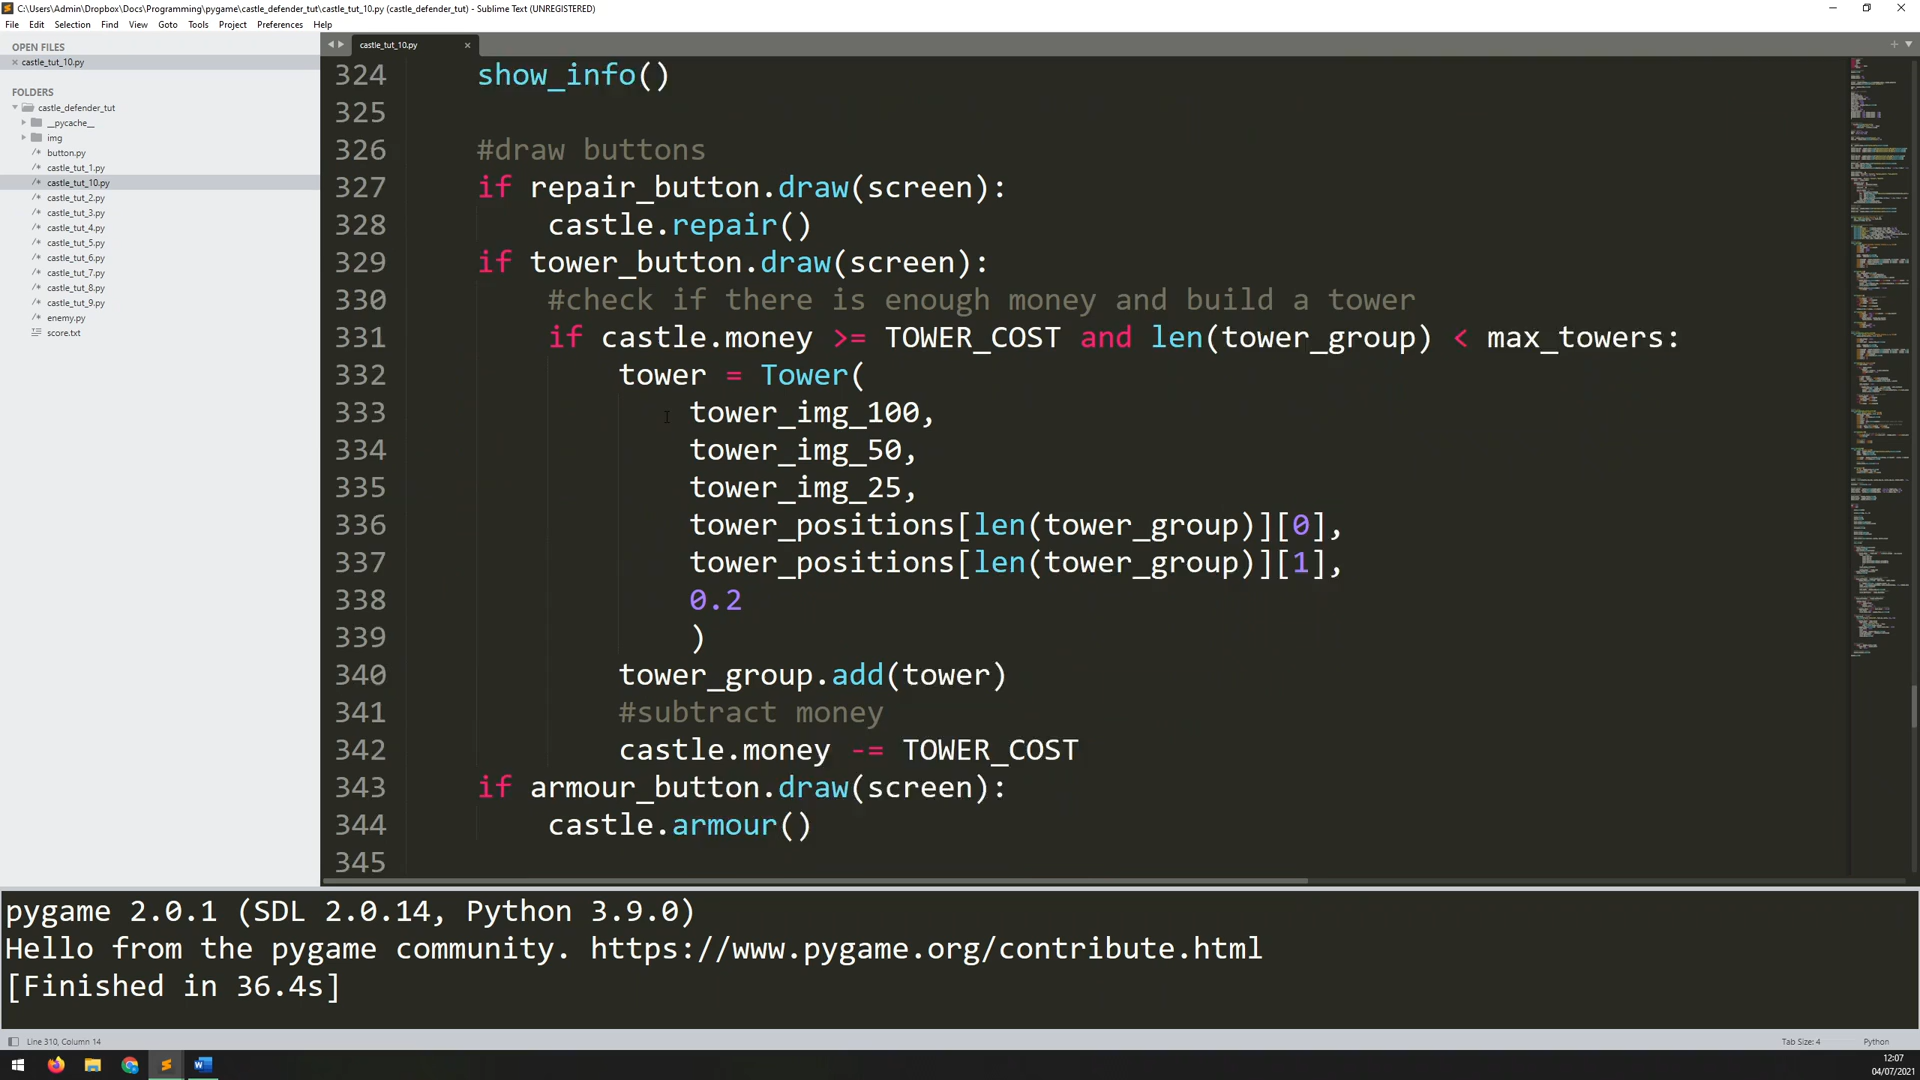 C:\Users\Admin\Dropbox\Docs\Programming\pygame\castle_defender_tut\castle_tut_10.py (castle_defender_tut) - Sublime Text (UNREGISTERED)
File Edit Selection Find View Goto Tools Project Preferences Help
OPEN FILES
castle_tut_10.py
FOLDERS
castle_defender_tut
__pycache__
img
button.py
castle_tut_1.py
castle_tut_10.py
castle_tut_2.py
castle_tut_3.py
castle_tut_4.py
castle_tut_5.py
castle_tut_6.py
castle_tut_7.py
castle_tut_8.py
castle_tut_9.py
enemy.py
score.txt
castle_tut_10.py
324 show_info()
325
326 #draw buttons
327 if repair_button.draw(screen):
328 castle.repair()
329 if tower_button.draw(screen):
330 #check if there is enough money and build a tower
331 if castle.money >= TOWER_COST and len(tower_group) < max_towers:
332 tower = Tower(
333 tower_img_100,
334 tower_img_50,
335 tower_img_25,
336 tower_positions[len(tower_group)][0],
337 tower_positions[len(tower_group)][1],
338 0.2
339 )
340 tower_group.add(tower)
341 #subtract money
342 castle.money -= TOWER_COST
343 if armour_button.draw(screen):
344 castle.armour()
345
pygame 2.0.1 (SDL 2.0.14, Python 3.9.0)
Hello from the pygame community. https://www.pygame.org/contribute.html
[Finished in 36.4s]
Line 310, Column 14
Tab Size: 4 Python
12:07
04/07/2021